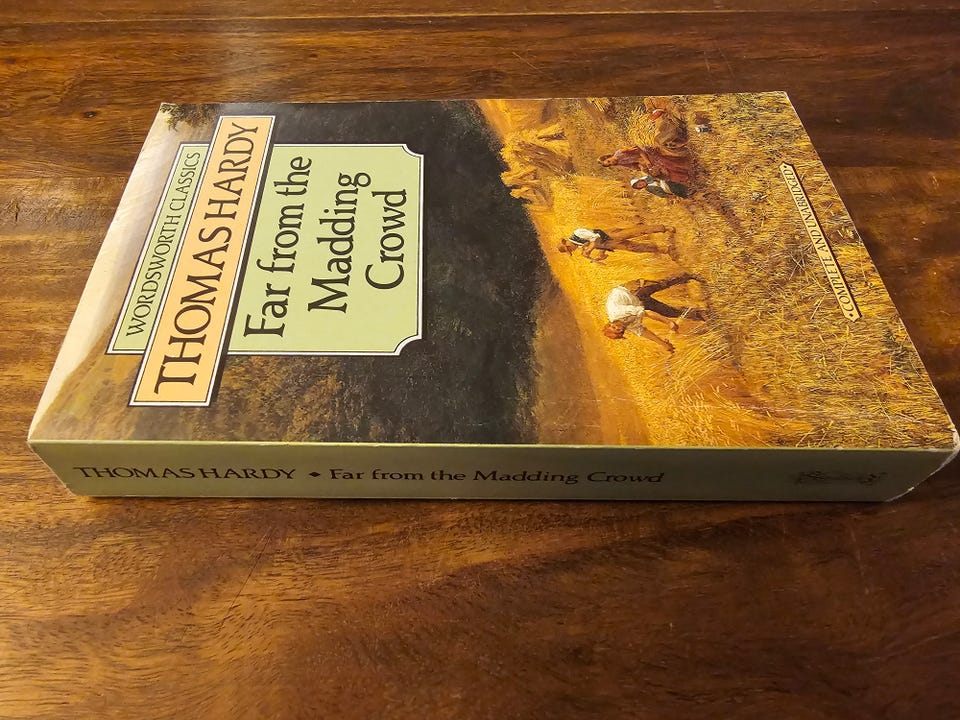 WORDSWORTH CLASSICS
THOMAS HARDY
Far from the
Madding
Crowd
COMPLETE AND UNABRIDGED
THOMAS HARDY ⬥ Far from the Madding Crowd